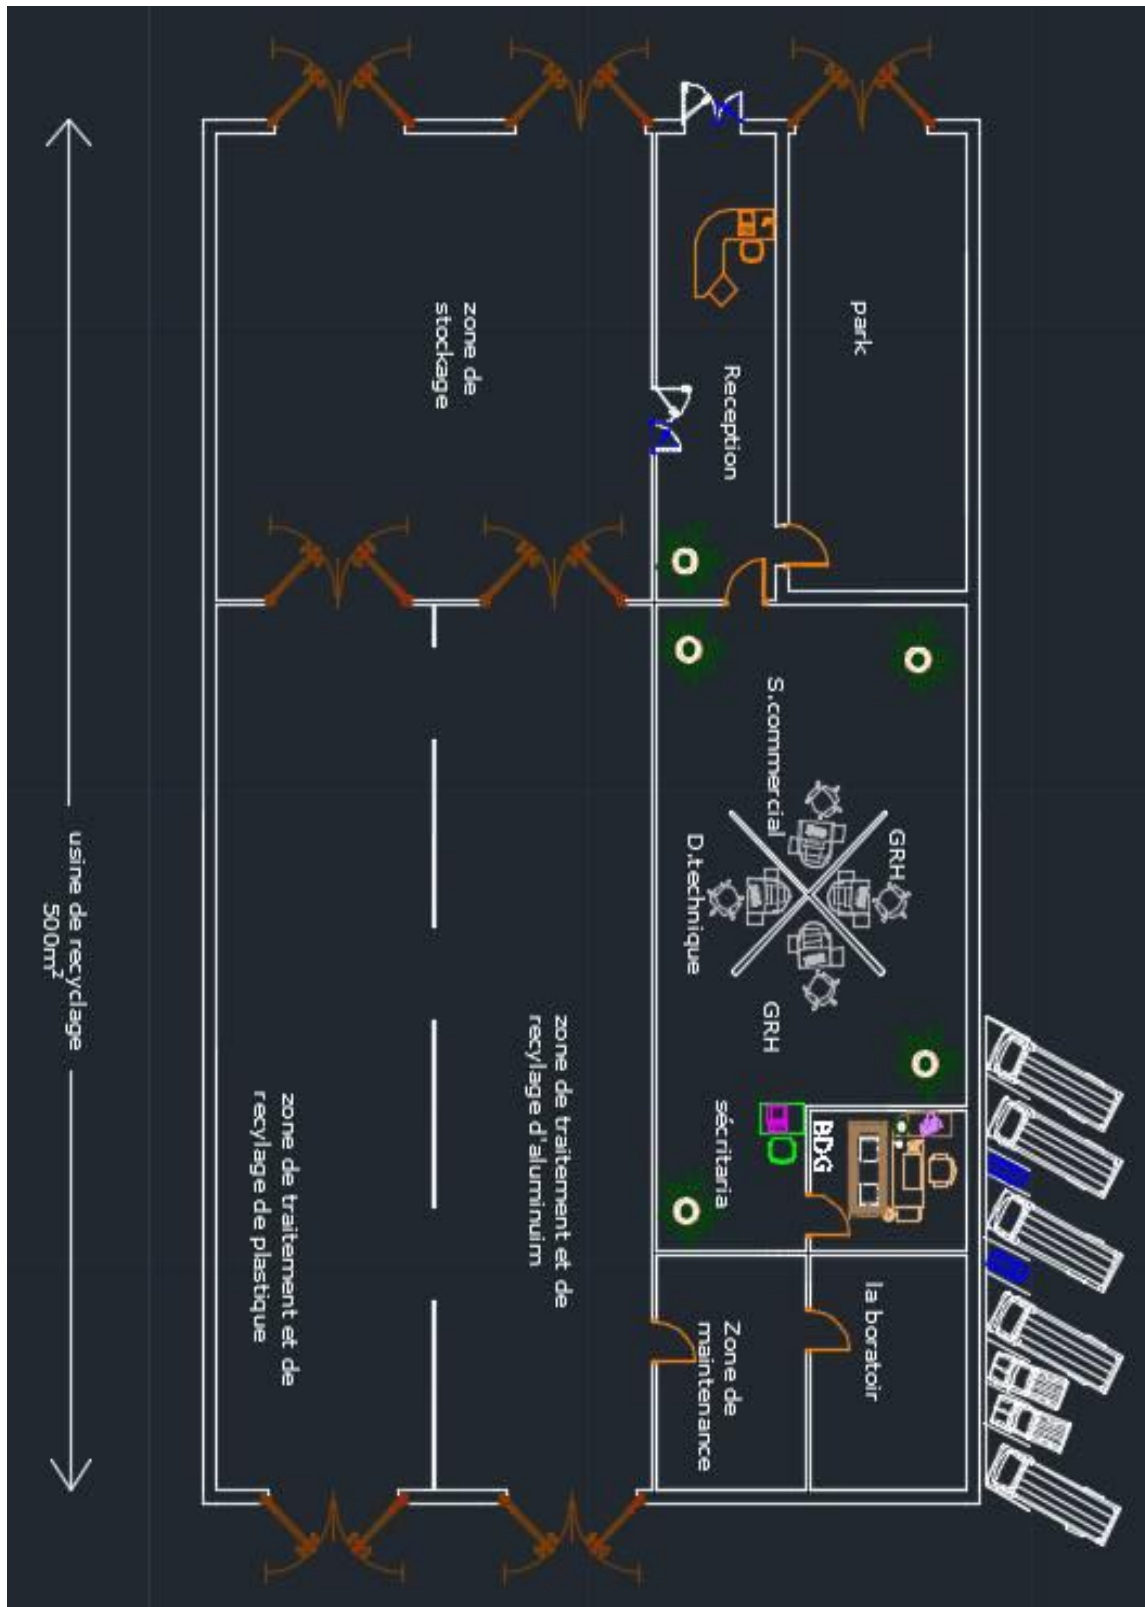 park
Reception
zone de
stockage
S.commercial
GRH
D.technique
GRH
sécritaria
BDG
la boratoir
Zone de
maintenance
zone de traitement et de
recylage d'aluminuim
zone de traitement et de
recylage de plastique
usine de recyclage
500m²